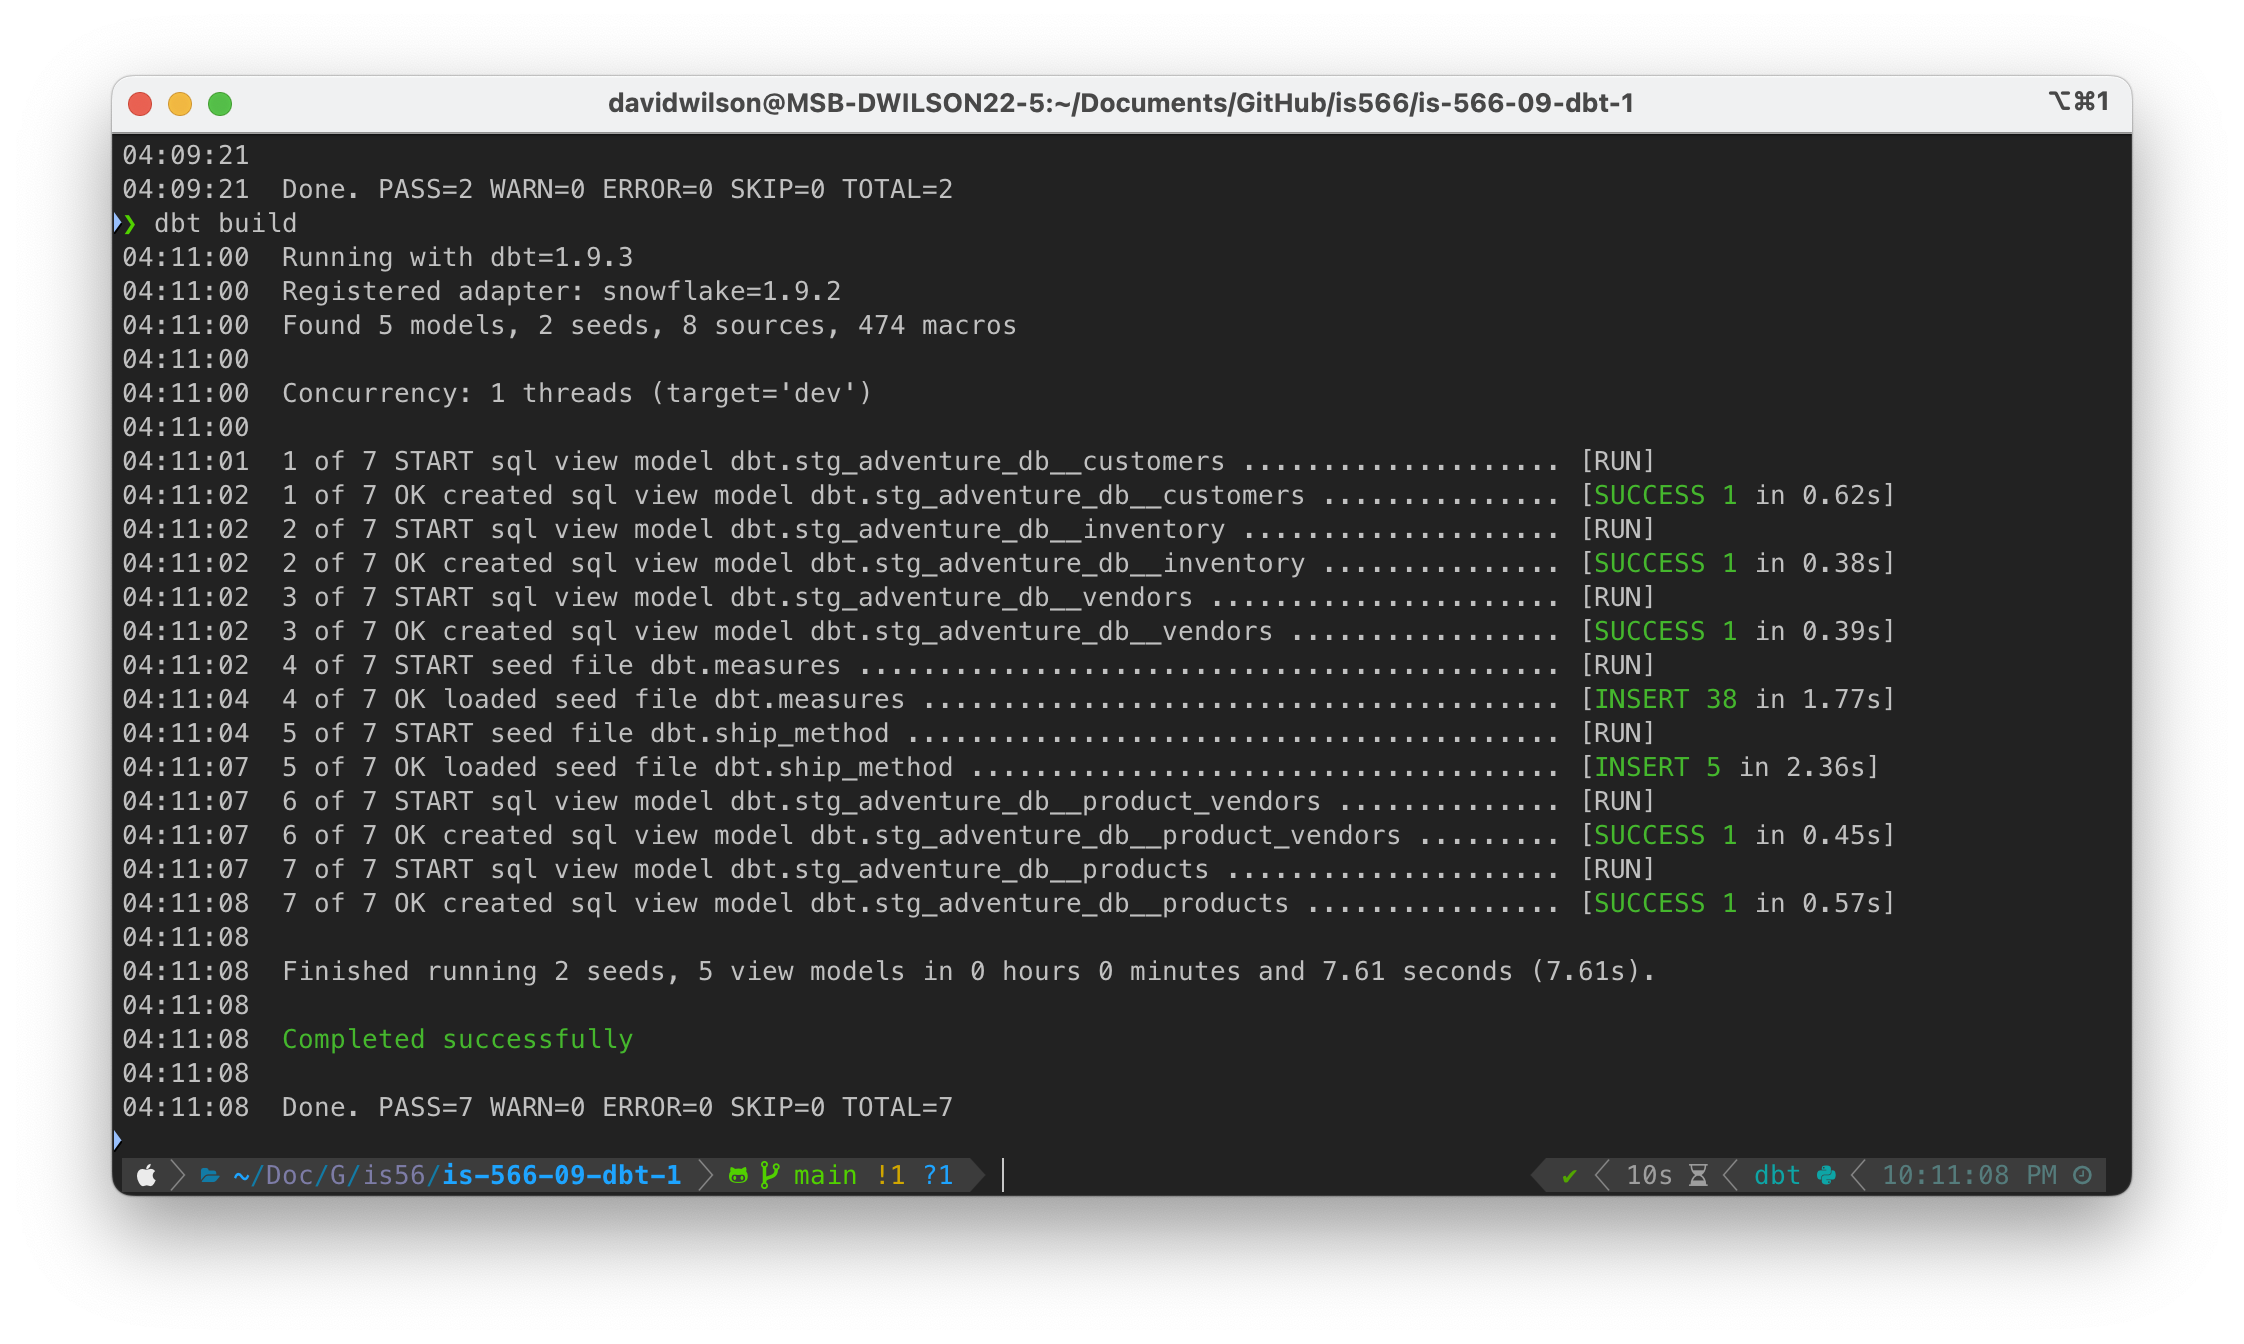 davidwilson@MSB-DWILSON22-5:~/Documents/GitHub/is566/is-566-09-dbt-1 ⌥⌘1
04:09:21
04:09:21  Done. PASS=2 WARN=0 ERROR=0 SKIP=0 TOTAL=2
❯ dbt build
04:11:00  Running with dbt=1.9.3
04:11:00  Registered adapter: snowflake=1.9.2
04:11:00  Found 5 models, 2 seeds, 8 sources, 474 macros
04:11:00
04:11:00  Concurrency: 1 threads (target='dev')
04:11:00
04:11:01  1 of 7 START sql view model dbt.stg_adventure_db__customers .................... [RUN]
04:11:02  1 of 7 OK created sql view model dbt.stg_adventure_db__customers ............... [SUCCESS 1 in 0.62s]
04:11:02  2 of 7 START sql view model dbt.stg_adventure_db__inventory .................... [RUN]
04:11:02  2 of 7 OK created sql view model dbt.stg_adventure_db__inventory ............... [SUCCESS 1 in 0.38s]
04:11:02  3 of 7 START sql view model dbt.stg_adventure_db__vendors ...................... [RUN]
04:11:02  3 of 7 OK created sql view model dbt.stg_adventure_db__vendors ................. [SUCCESS 1 in 0.39s]
04:11:02  4 of 7 START seed file dbt.measures ............................................ [RUN]
04:11:04  4 of 7 OK loaded seed file dbt.measures ........................................ [INSERT 38 in 1.77s]
04:11:04  5 of 7 START seed file dbt.ship_method ......................................... [RUN]
04:11:07  5 of 7 OK loaded seed file dbt.ship_method ..................................... [INSERT 5 in 2.36s]
04:11:07  6 of 7 START sql view model dbt.stg_adventure_db__product_vendors .............. [RUN]
04:11:07  6 of 7 OK created sql view model dbt.stg_adventure_db__product_vendors ......... [SUCCESS 1 in 0.45s]
04:11:07  7 of 7 START sql view model dbt.stg_adventure_db__products ..................... [RUN]
04:11:08  7 of 7 OK created sql view model dbt.stg_adventure_db__products ................ [SUCCESS 1 in 0.57s]
04:11:08
04:11:08  Finished running 2 seeds, 5 view models in 0 hours 0 minutes and 7.61 seconds (7.61s).
04:11:08
04:11:08  Completed successfully
04:11:08
04:11:08  Done. PASS=7 WARN=0 ERROR=0 SKIP=0 TOTAL=7
~/Doc/G/is56/is-566-09-dbt-1 main !1 ?1 ✔ 10s dbt 10:11:08 PM